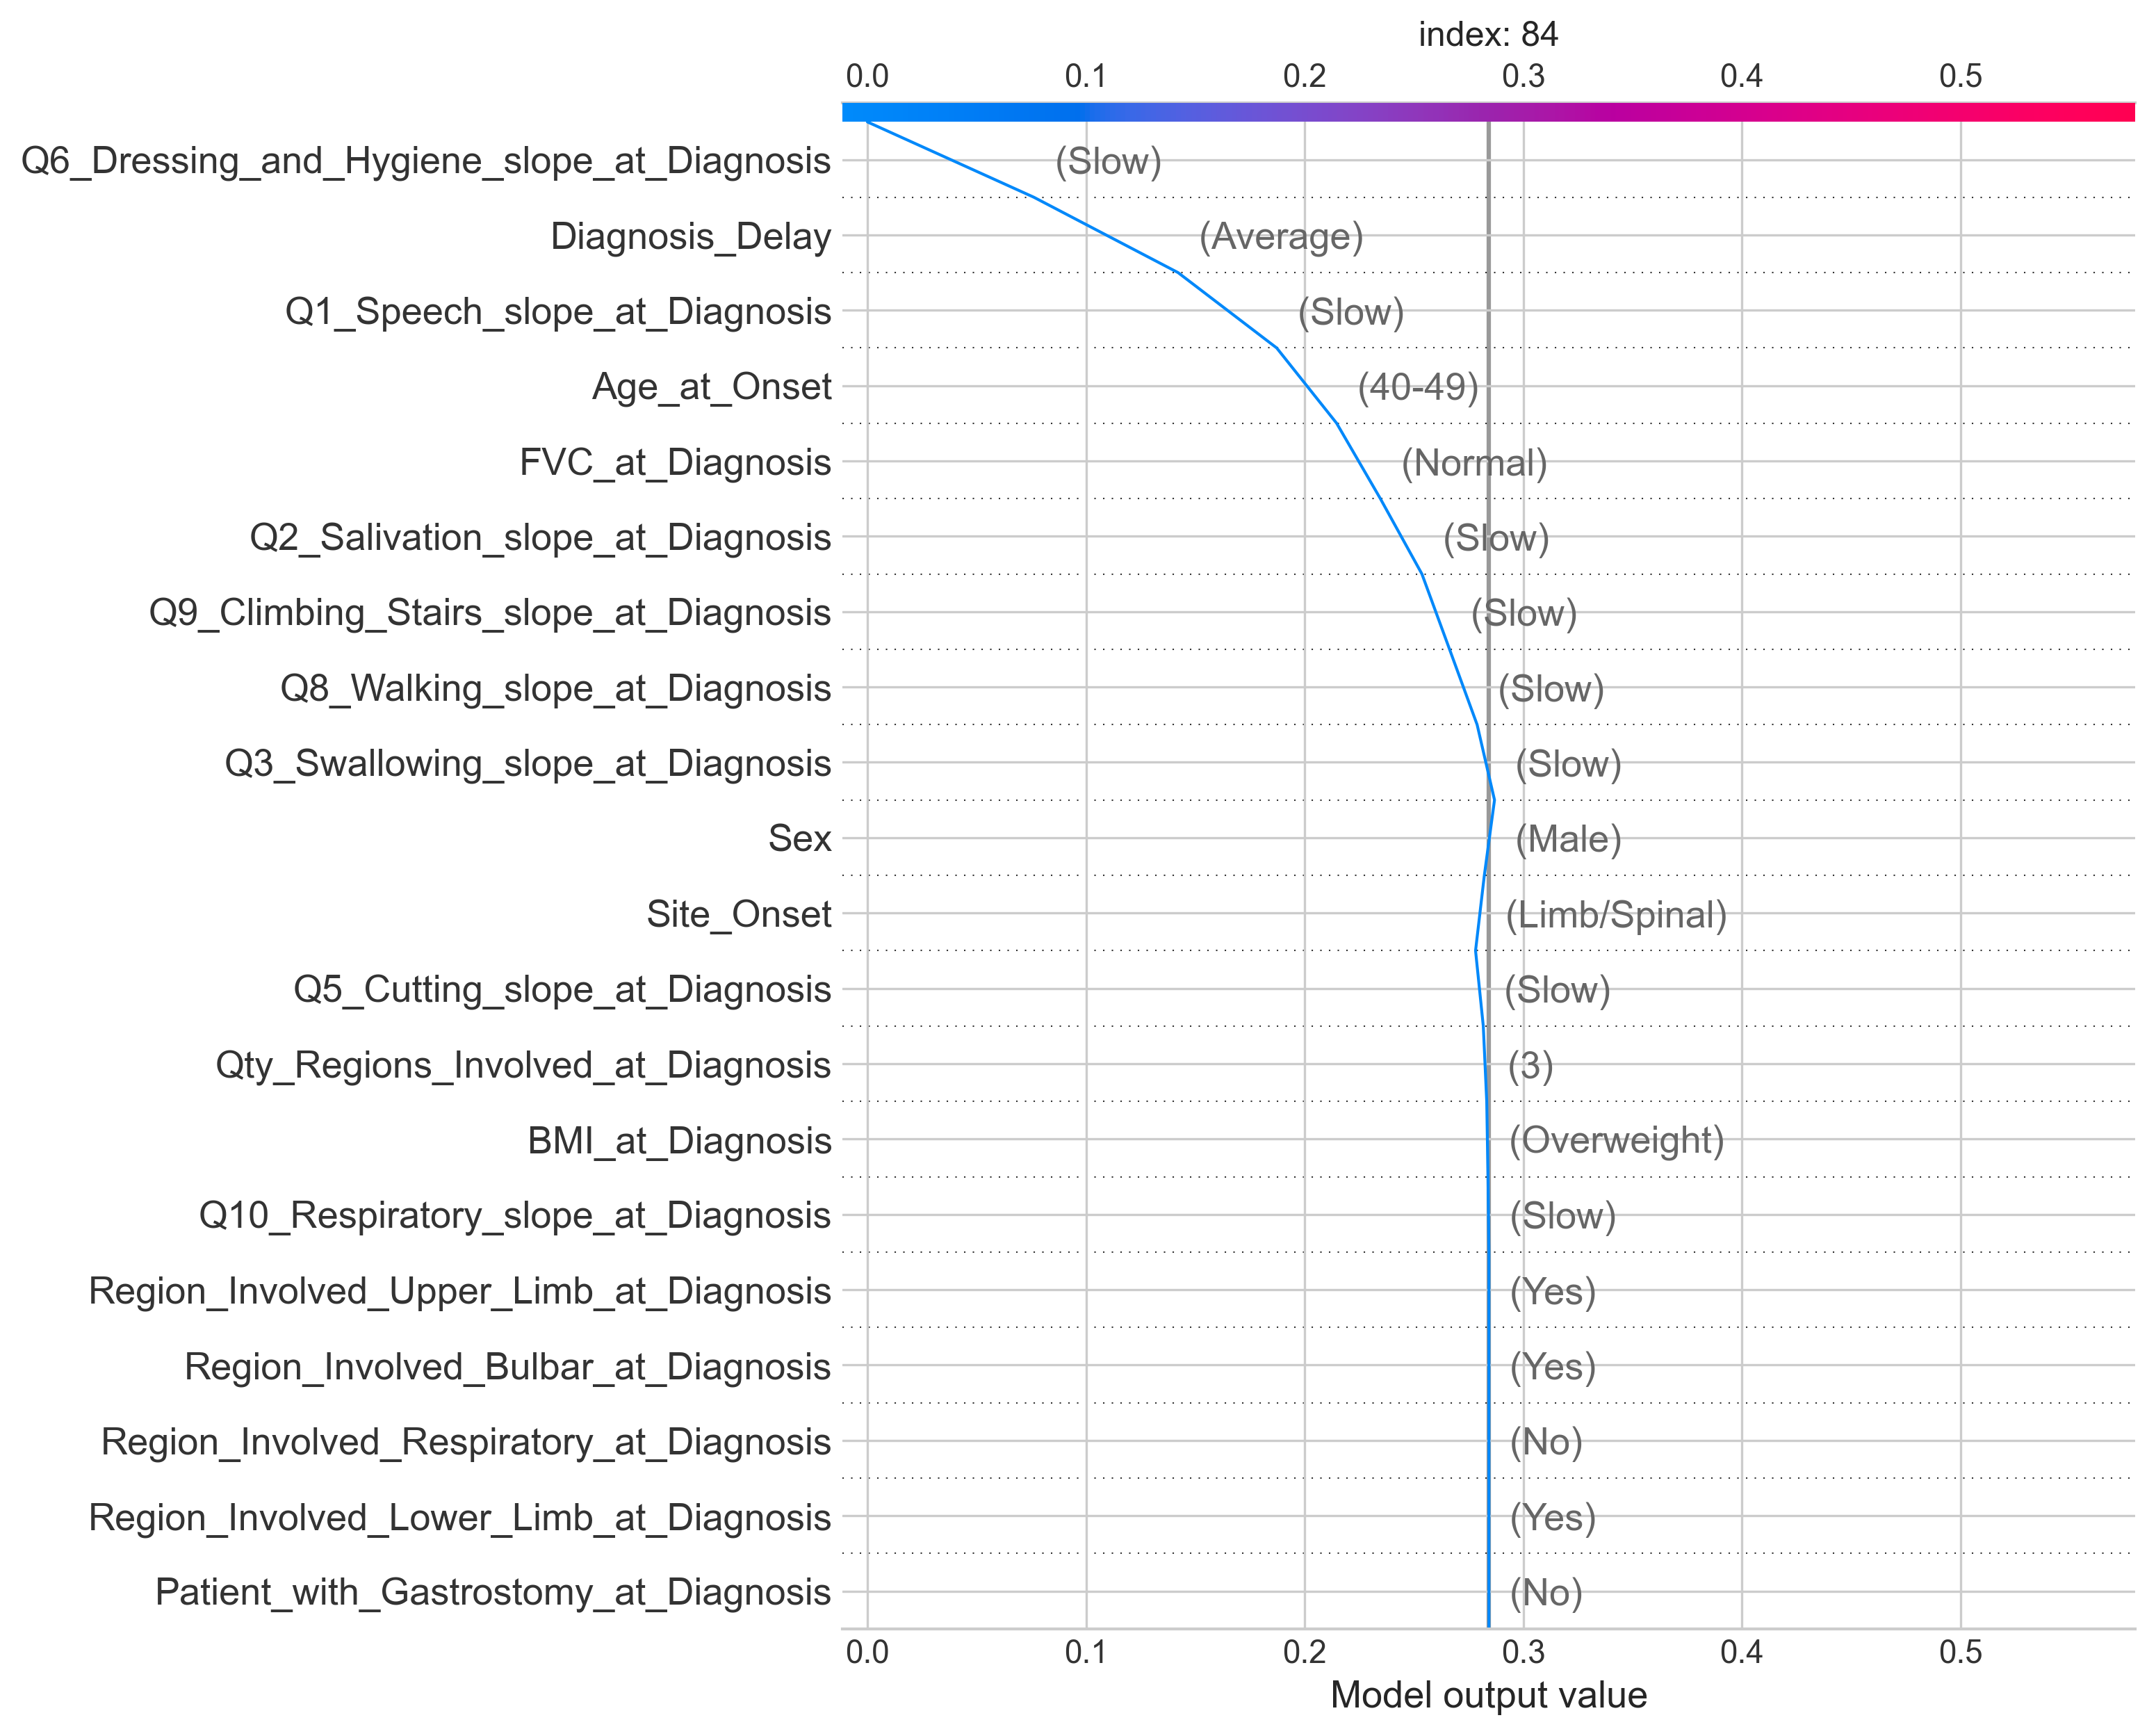 index: 84
0.0 0.1 0.2 0.3 0.4 0.5
Q6_Dressing_and_Hygiene_slope_at_Diagnosis (Slow)
Diagnosis_Delay (Average)
Q1_Speech_slope_at_Diagnosis (Slow)
Age_at_Onset (40-49)
FVC_at_Diagnosis (Normal)
Q2_Salivation_slope_at_Diagnosis (Slow)
Q9_Climbing_Stairs_slope_at_Diagnosis (Slow)
Q8_Walking_slope_at_Diagnosis (Slow)
Q3_Swallowing_slope_at_Diagnosis (Slow)
Sex (Male)
Site_Onset (Limb/Spinal)
Q5_Cutting_slope_at_Diagnosis (Slow)
Qty_Regions_Involved_at_Diagnosis (3)
BMI_at_Diagnosis (Overweight)
Q10_Respiratory_slope_at_Diagnosis (Slow)
Region_Involved_Upper_Limb_at_Diagnosis (Yes)
Region_Involved_Bulbar_at_Diagnosis (Yes)
Region_Involved_Respiratory_at_Diagnosis (No)
Region_Involved_Lower_Limb_at_Diagnosis (Yes)
Patient_with_Gastrostomy_at_Diagnosis (No)
0.0 0.1 0.2 0.3 0.4 0.5
Model output value